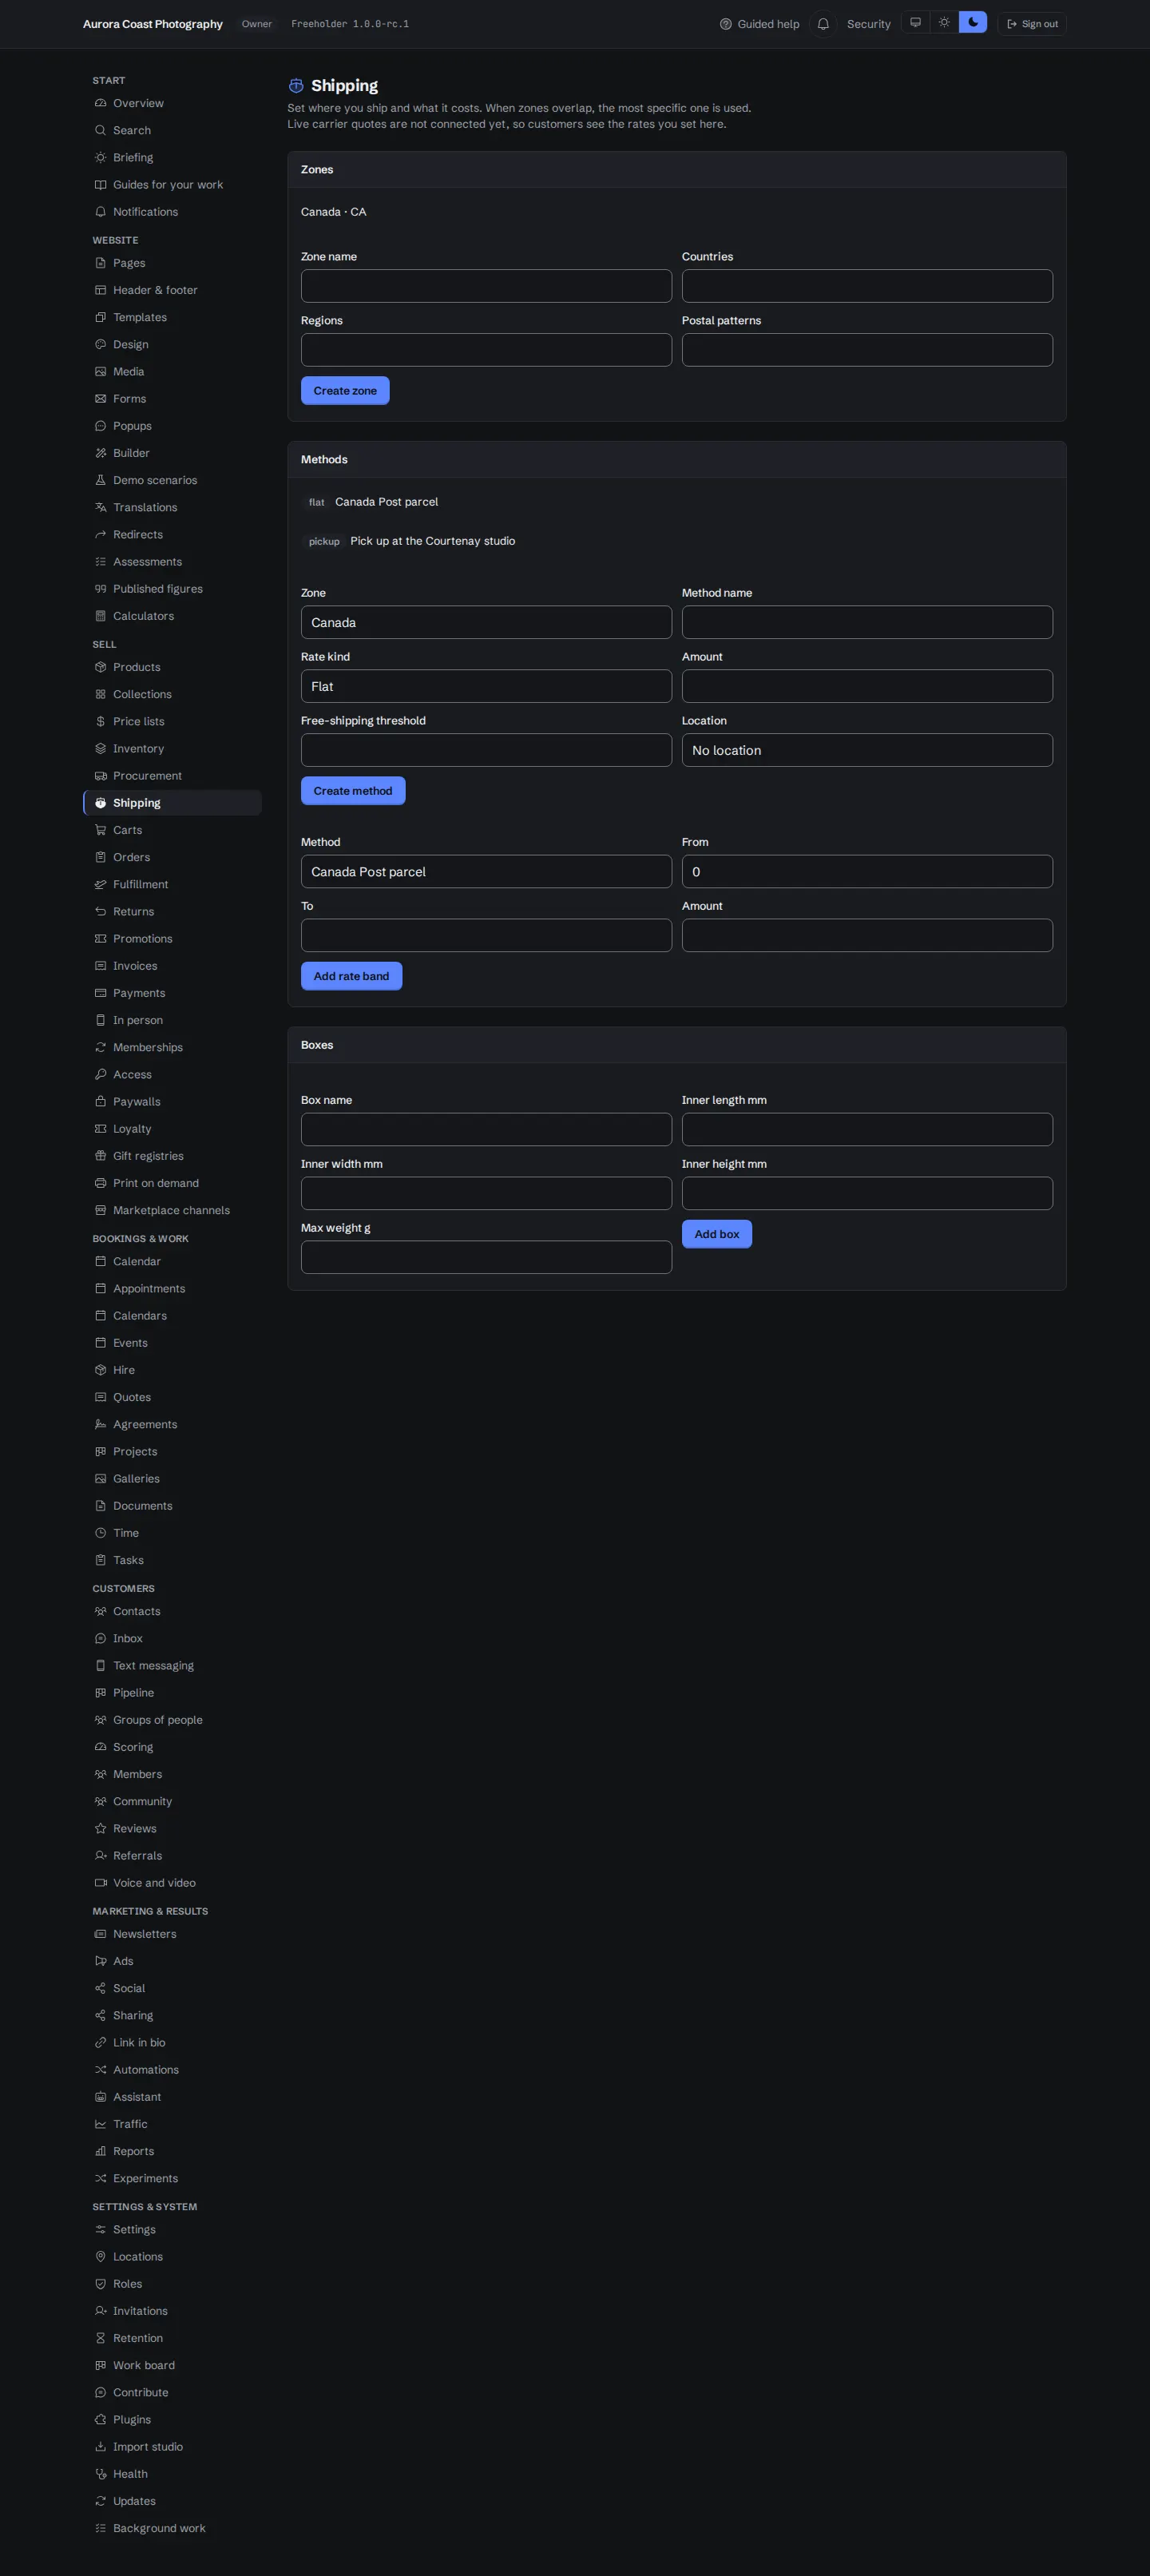 Aurora Coast Photography
Owner
Freeholder 1.0.0-rc.1
Guided help
Security
Sign out
START
Overview
Search
Briefing
Guides for your work
Notifications
WEBSITE
Pages
Header & footer
Templates
Design
Media
Forms
Popups
Builder
Demo scenarios
Translations
Redirects
Assessments
Published figures
Calculators
SELL
Products
Collections
Price lists
Inventory
Procurement
Shipping
Carts
Orders
Fulfillment
Returns
Promotions
Invoices
Payments
In person
Memberships
Access
Paywalls
Loyalty
Gift registries
Print on demand
Marketplace channels
BOOKINGS & WORK
Calendar
Appointments
Calendars
Events
Hire
Quotes
Agreements
Projects
Galleries
Documents
Time
Tasks
CUSTOMERS
Contacts
Inbox
Text messaging
Pipeline
Groups of people
Scoring
Members
Community
Reviews
Referrals
Voice and video
MARKETING & RESULTS
Newsletters
Ads
Social
Sharing
Link in bio
Automations
Assistant
Traffic
Reports
Experiments
SETTINGS & SYSTEM
Settings
Locations
Roles
Invitations
Retention
Work board
Contribute
Plugins
Import studio
Health
Updates
Background work
Shipping
Set where you ship and what it costs. When zones overlap, the most specific one is used.
Live carrier quotes are not connected yet, so customers see the rates you set here.
Zones
Canada · CA
Zone name
Countries
Regions
Postal patterns
Create zone
Methods
flat Canada Post parcel
pickup Pick up at the Courtenay studio
Zone
Canada
Method name
Rate kind
Flat
Amount
Free-shipping threshold
Location
No location
Create method
Method
Canada Post parcel
From
0
To
Amount
Add rate band
Boxes
Box name
Inner length mm
Inner width mm
Inner height mm
Max weight g
Add box